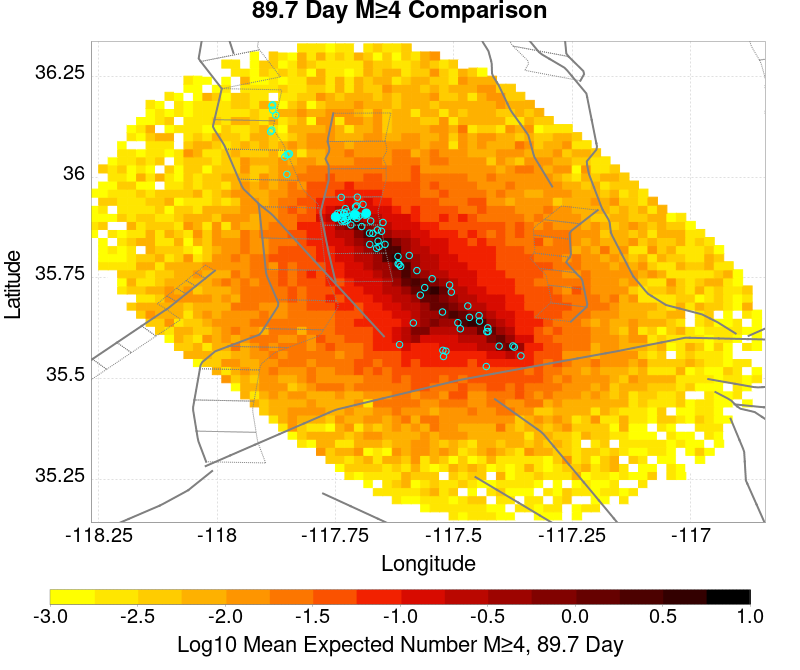 89.7 Day M≥4 Comparison
36.25
36
35.75
35.5
35.25
Latitude
-118.25 -118 -117.75 -117.5 -117.25 -117
Longitude
-3.0 -2.5 -2.0 -1.5 -1.0 -0.5 0.0 0.5 1.0
Log10 Mean Expected Number M≥4, 89.7 Day